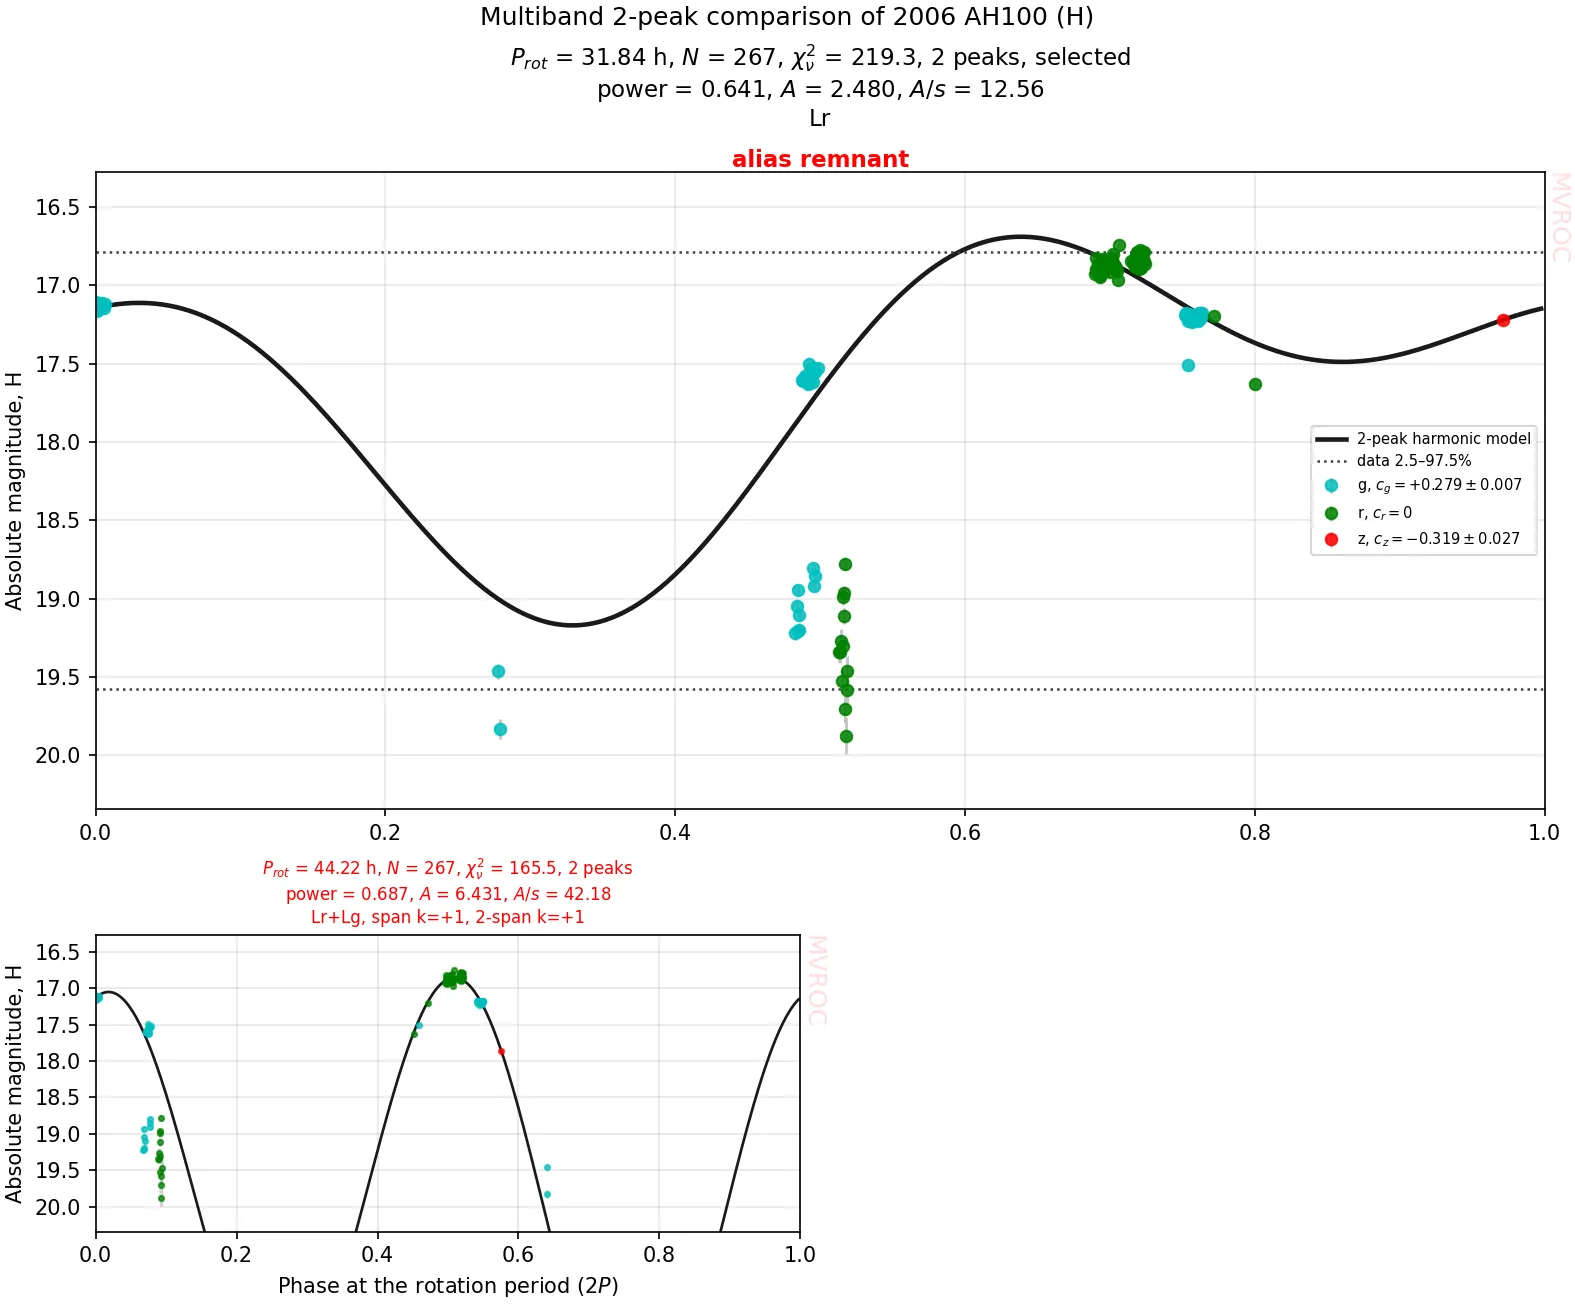 Multiband 2-peak comparison of 2006 AH100 (H)
P_rot = 31.84 h, N = 267, χ²_ν = 219.3, 2 peaks, selected
power = 0.641, A = 2.480, A/s = 12.56
Lr
alias remnant
MVROC
Absolute magnitude, H
16.5
17.0
17.5
18.0
18.5
19.0
19.5
20.0
2-peak harmonic model
data 2.5–97.5%
g, c_g = +0.279 ± 0.007
r, c_r = 0
z, c_z = −0.319 ± 0.027
0.0 0.2 0.4 0.6 0.8 1.0
P_rot = 44.22 h, N = 267, χ²_ν = 165.5, 2 peaks
power = 0.687, A = 6.431, A/s = 42.18
Lr+Lg, span k=+1, 2-span k=+1
MVROC
Absolute magnitude, H
16.5
17.0
17.5
18.0
18.5
19.0
19.5
20.0
0.0 0.2 0.4 0.6 0.8 1.0
Phase at the rotation period (2P)